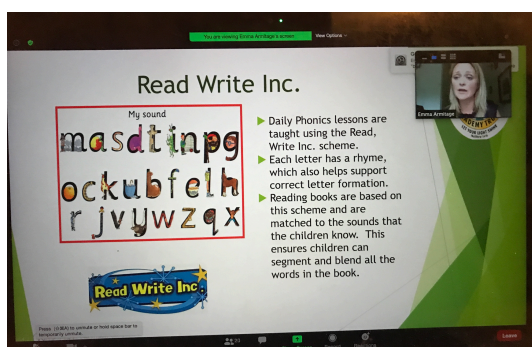 You are viewing Emma Armitage's screen
View Options
Read Write Inc.
Emma Armitage
My sound
m a s d t i n p g
o c k u b f e l h
r j v y w z q x
Daily Phonics lessons are
taught using the Read,
Write Inc. scheme.
Each letter has a rhyme,
which also helps support
correct letter formation.
Reading books are based on
this scheme and are
matched to the sounds that
the children know. This
ensures children can
segment and blend all the
words in the book.
Read Write Inc.
temporary unmute.
Leave